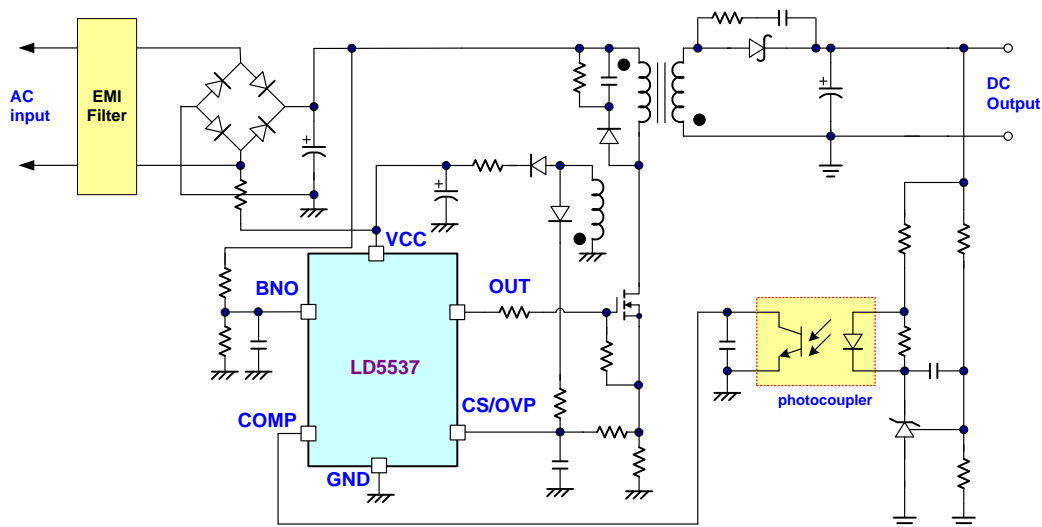 EMI
Filter
AC
input
DC
Output
+
+
+
VCC
BNO
OUT
LD5537
COMP
CS/OVP
GND
photocoupler